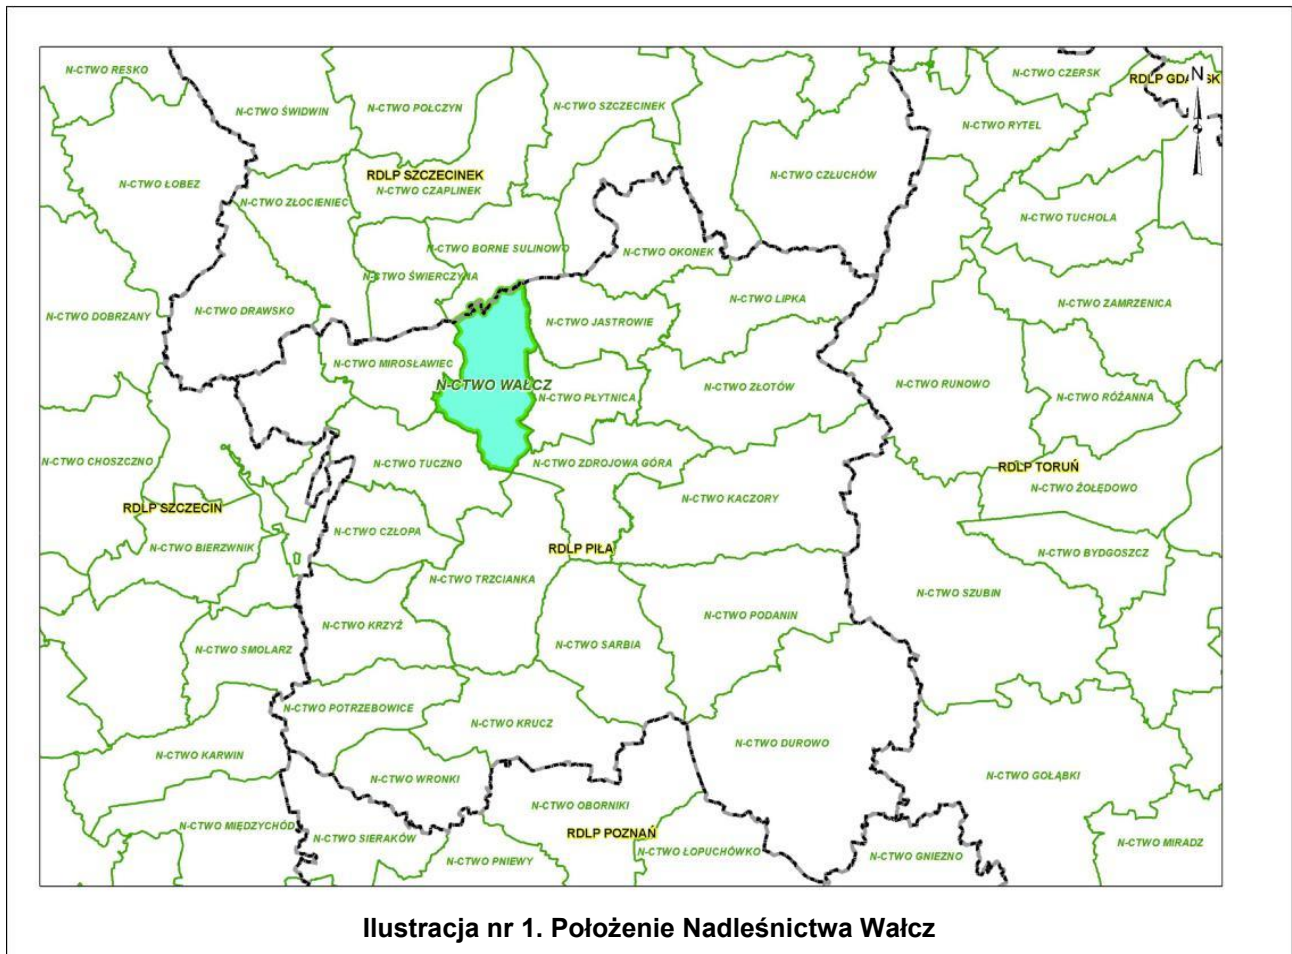 N-CTWO RESKO
N-CTWO ŚWIDWIN
N-CTWO POŁCZYN
N-CTWO SZCZECINEK
N-CTWO CZERSK
RDLP GDAŃSK
N
N-CTWO RYTEL
N-CTWO ŁOBEZ
RDLP SZCZECINEK
N-CTWO CZAPLINEK
N-CTWO CZŁUCHÓW
N-CTWO ZŁOCIENIEC
N-CTWO TUCHOLA
N-CTWO BORNE SULINOWO
N-CTWO OKONEK
N-CTWO ŚWIERCZYNA
N-CTWO LIPKA
N-CTWO ZAMRZENICA
N-CTWO DOBRZANY
N-CTWO DRAWSKO
N-CTWO JASTROWIE
N-CTWO MIROSŁAWIEC
N-CTWO WAŁCZ
N-CTWO ZŁOTÓW
N-CTWO RUNOWO
N-CTWO PŁYTNICA
N-CTWO RÓŻANNA
N-CTWO CHOSZCZNO
N-CTWO TUCZNO
N-CTWO ZDROJOWA GÓRA
RDLP TORUŃ
N-CTWO ŻOŁĘDOWO
N-CTWO KACZORY
RDLP SZCZECIN
N-CTWO CZŁOPA
N-CTWO BIERZWNIK
RDLP PIŁA
N-CTWO BYDGOSZCZ
N-CTWO TRZCIANKA
N-CTWO SZUBIN
N-CTWO PODANIN
N-CTWO KRZYŻ
N-CTWO SARBIA
N-CTWO SMOLARZ
N-CTWO POTRZEBOWICE
N-CTWO KRUCZ
N-CTWO DUROWO
N-CTWO KARWIN
N-CTWO WRONKI
N-CTWO GOŁĄBKI
N-CTWO OBORNIKI
N-CTWO MIĘDZYCHÓD
N-CTWO SIERAKÓW
RDLP POZNAŃ
N-CTWO MIRADZ
N-CTWO ŁOPUCHÓWKO
N-CTWO GNIEZNO
N-CTWO PNIEWY
Ilustracja nr 1. Położenie Nadleśnictwa Wałcz